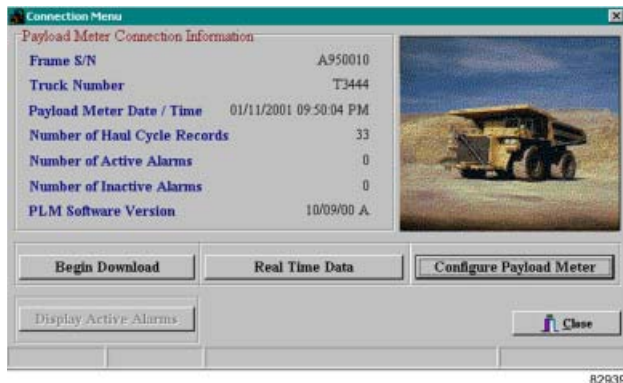 Connection Menu
Payload Meter Connection Information
Frame S/N A950010
Truck Number T3444
Payload Meter Date / Time 01/11/2001 09:50:04 PM
Number of Haul Cycle Records 33
Number of Active Alarms 0
Number of Inactive Alarms 0
PLM Software Version 10/09/00 A
Begin Download Real Time Data Configure Payload Meter
Display Active Alarms Close
82939